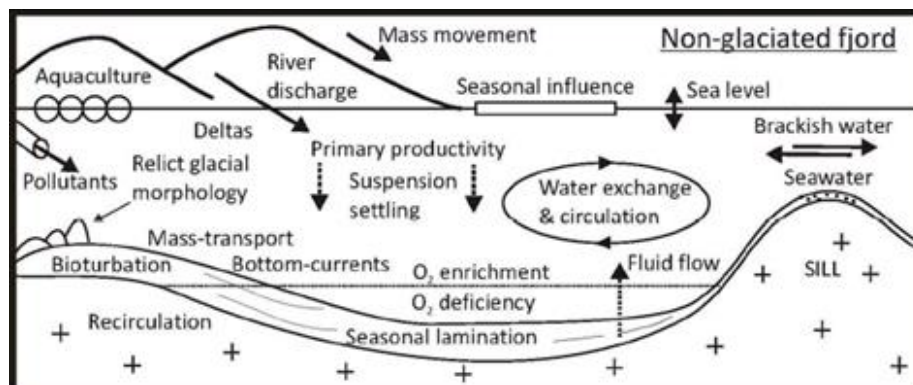 Non-glaciated fjord
Mass movement
River
discharge
Aquaculture
Seasonal influence
Sea level
Deltas
Brackish water
Seawater
Primary productivity
Suspension
settling
Pollutants
Relict glacial
morphology
Water exchange
& circulation
Mass-transport
Bioturbation
Bottom-currents
O₂ enrichment
Fluid flow
SILL
O₂ deficiency
Recirculation
Seasonal lamination